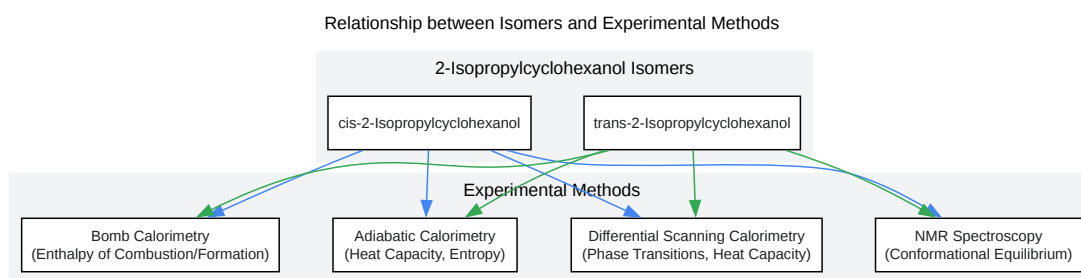 Relationship between Isomers and Experimental Methods
2-Isopropylcyclohexanol Isomers
cis-2-Isopropylcyclohexanol
trans-2-Isopropylcyclohexanol
Experimental Methods
Bomb Calorimetry
(Enthalpy of Combustion/Formation)
Adiabatic Calorimetry
(Heat Capacity, Entropy)
Differential Scanning Calorimetry
(Phase Transitions, Heat Capacity)
NMR Spectroscopy
(Conformational Equilibrium)